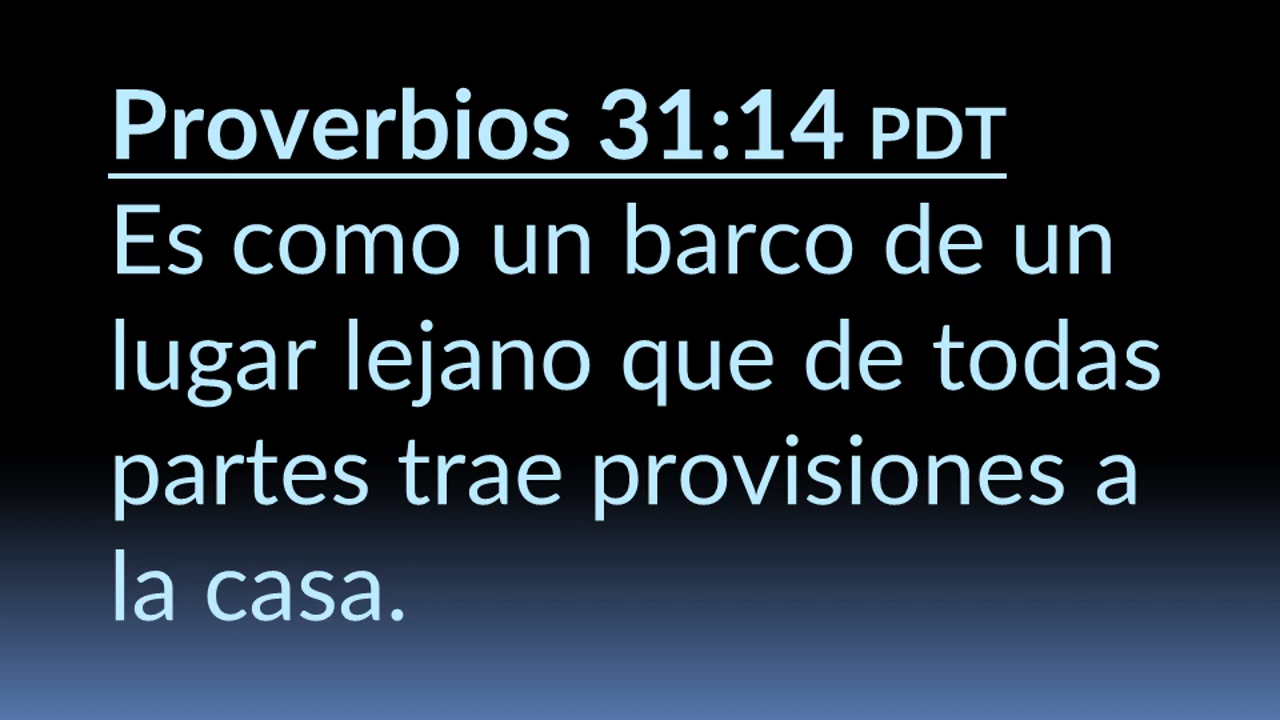 Proverbios 31:14 PDT
Es como un barco de un
lugar lejano que de todas
partes trae provisiones a
la casa.